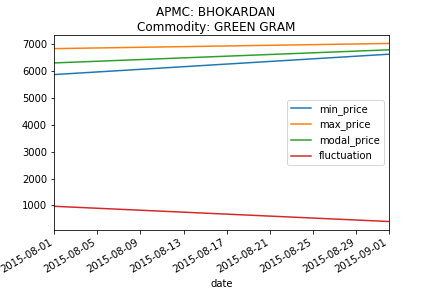 APMC: BHOKARDAN
Commodity: GREEN GRAM
7000
6000
5000
4000
3000
2000
1000
min_price
max_price
modal_price
fluctuation
2015-08-01
2015-08-05
2015-08-09
2015-08-13
2015-08-17
2015-08-21
2015-08-25
2015-08-29
2015-09-01
date